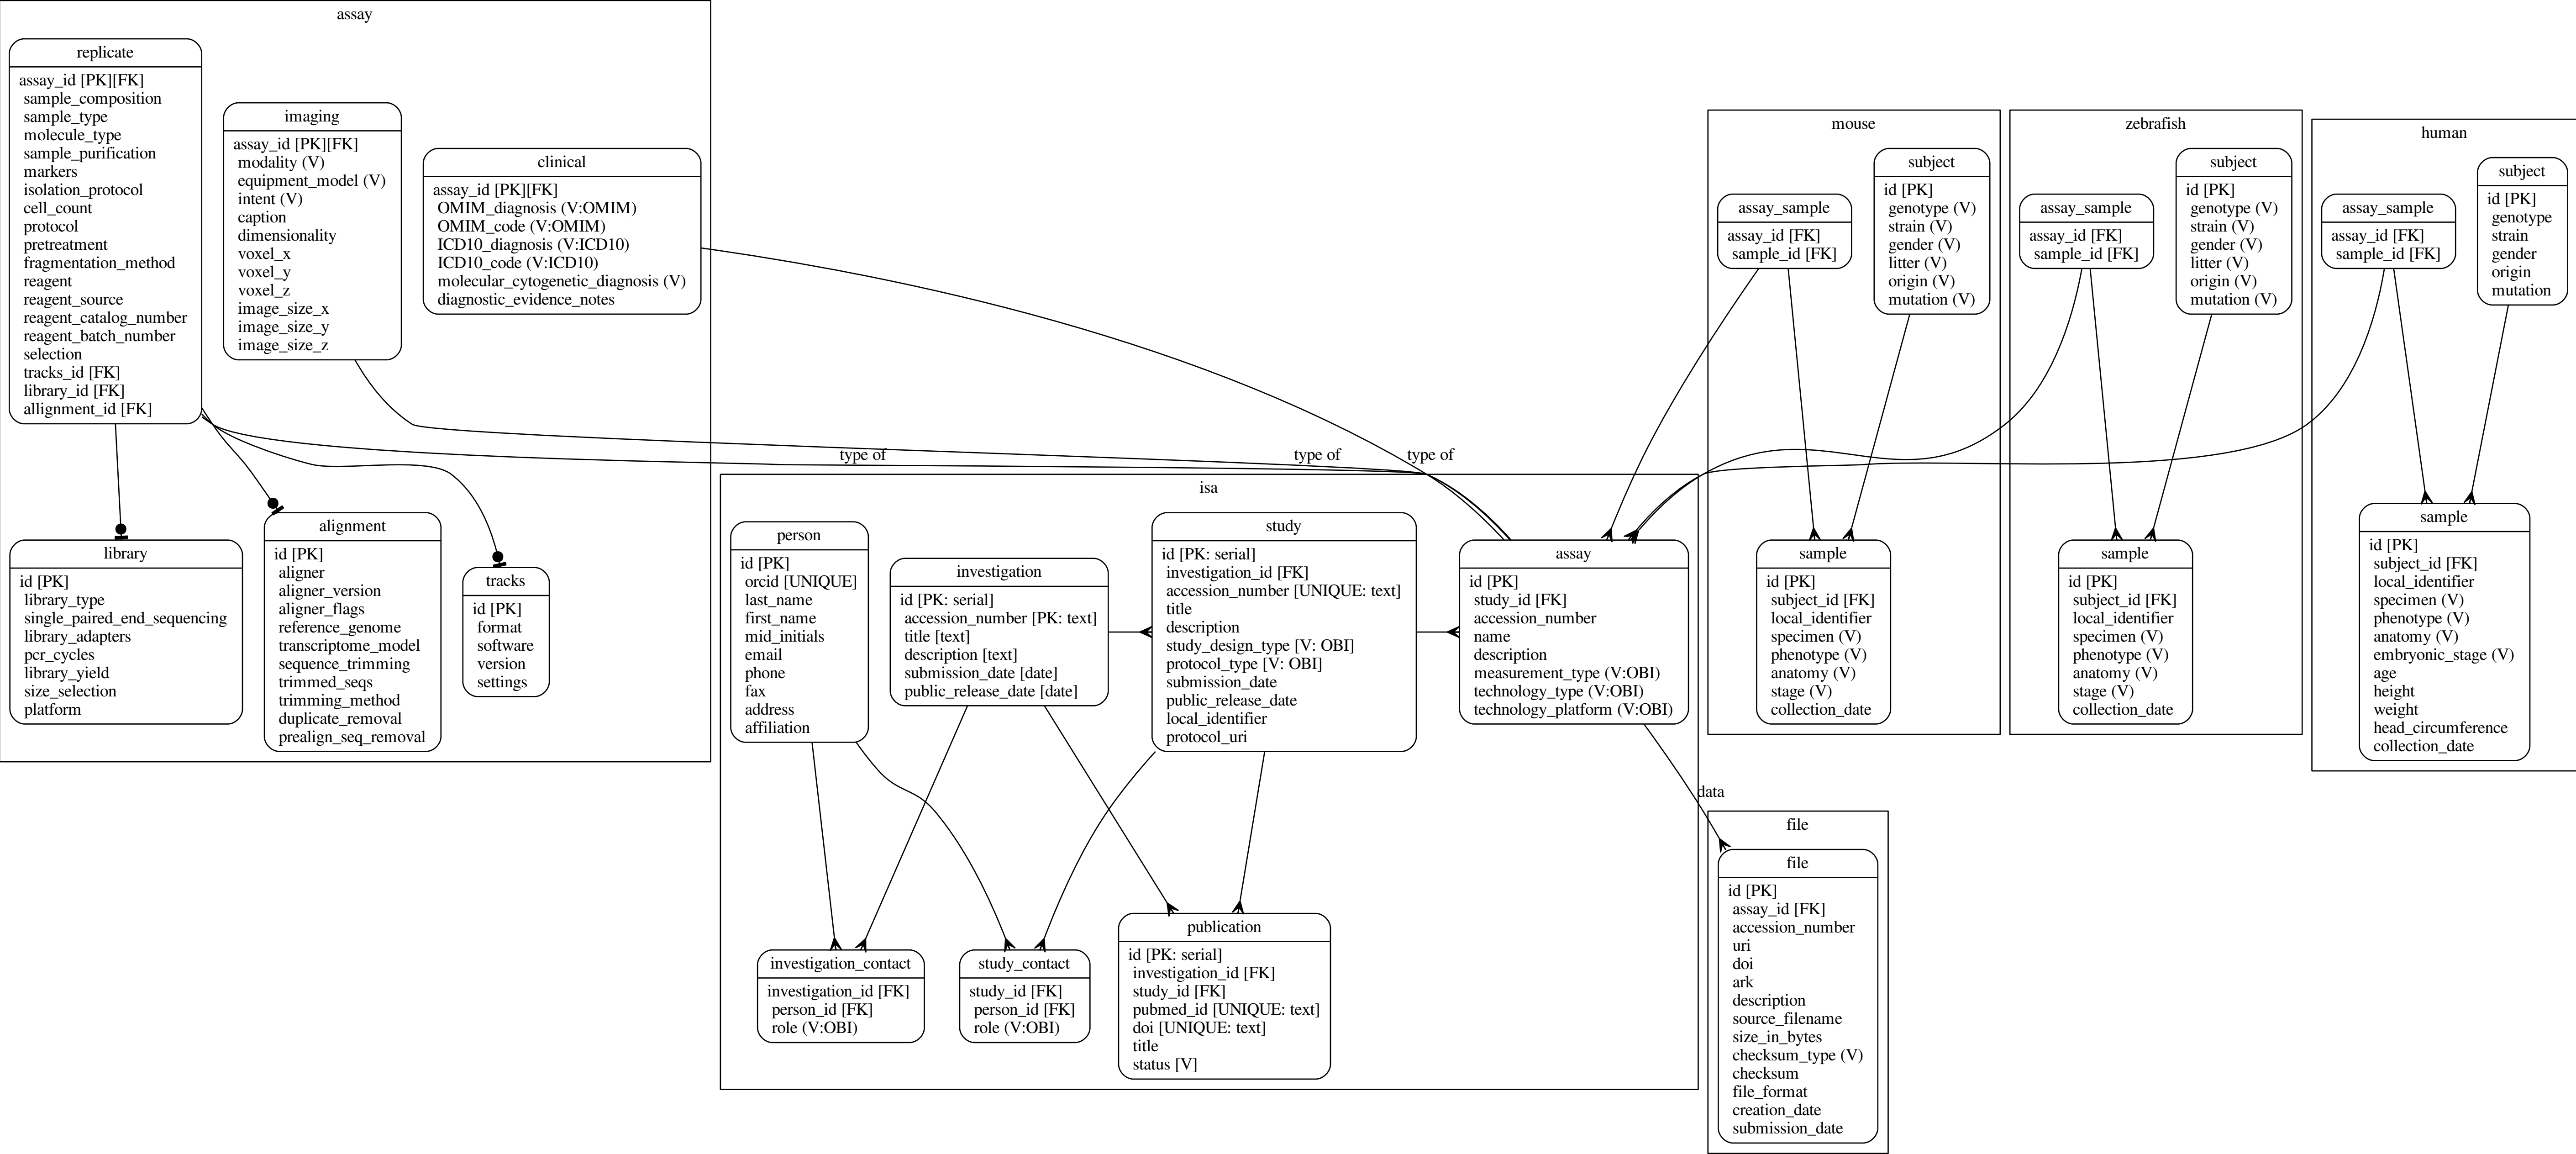 assay
replicate
assay_id [PK][FK]
sample_composition
sample_type
molecule_type
sample_purification
markers
isolation_protocol
cell_count
protocol
pretreatment
fragmentation_method
reagent
reagent_source
reagent_catalog_number
reagent_batch_number
selection
tracks_id [FK]
library_id [FK]
allignment_id [FK]
imaging
assay_id [PK][FK]
modality (V)
equipment_model (V)
intent (V)
caption
dimensionality
voxel_x
voxel_y
voxel_z
image_size_x
image_size_y
image_size_z
clinical
assay_id [PK][FK]
OMIM_diagnosis (V:OMIM)
OMIM_code (V:OMIM)
ICD10_diagnosis (V:ICD10)
ICD10_code (V:ICD10)
molecular_cytogenetic_diagnosis (V)
diagnostic_evidence_notes
library
id [PK]
library_type
single_paired_end_sequencing
library_adapters
pcr_cycles
library_yield
size_selection
platform
alignment
id [PK]
aligner
aligner_version
aligner_flags
reference_genome
transcriptome_model
sequence_trimming
trimmed_seqs
trimming_method
duplicate_removal
prealign_seq_removal
tracks
id [PK]
format
software
version
settings
type of
type of
type of
isa
person
id [PK]
orcid [UNIQUE]
last_name
first_name
mid_initials
email
phone
fax
address
affiliation
investigation
id [PK: serial]
accession_number [PK: text]
title [text]
description [text]
submission_date [date]
public_release_date [date]
study
id [PK: serial]
investigation_id [FK]
accession_number [UNIQUE: text]
title
description
study_design_type [V: OBI]
protocol_type [V: OBI]
submission_date
public_release_date
local_identifier
protocol_uri
assay
id [PK]
study_id [FK]
accession_number
name
description
measurement_type (V:OBI)
technology_type (V:OBI)
technology_platform (V:OBI)
investigation_contact
investigation_id [FK]
person_id [FK]
role (V:OBI)
study_contact
study_id [FK]
person_id [FK]
role (V:OBI)
publication
id [PK: serial]
investigation_id [FK]
study_id [FK]
pubmed_id [UNIQUE: text]
doi [UNIQUE: text]
title
status [V]
mouse
assay_sample
assay_id [FK]
sample_id [FK]
subject
id [PK]
genotype (V)
strain (V)
gender (V)
litter (V)
origin (V)
mutation (V)
sample
id [PK]
subject_id [FK]
local_identifier
specimen (V)
phenotype (V)
anatomy (V)
stage (V)
collection_date
zebrafish
assay_sample
assay_id [FK]
sample_id [FK]
subject
id [PK]
genotype (V)
strain (V)
gender (V)
litter (V)
origin (V)
mutation (V)
sample
id [PK]
subject_id [FK]
local_identifier
specimen (V)
phenotype (V)
anatomy (V)
stage (V)
collection_date
human
assay_sample
assay_id [FK]
sample_id [FK]
subject
id [PK]
genotype
strain
gender
origin
mutation
sample
id [PK]
subject_id [FK]
local_identifier
specimen (V)
phenotype (V)
anatomy (V)
embryonic_stage (V)
age
height
weight
head_circumference
collection_date
data
file
file
id [PK]
assay_id [FK]
accession_number
uri
doi
ark
description
source_filename
size_in_bytes
checksum_type (V)
checksum
file_format
creation_date
submission_date